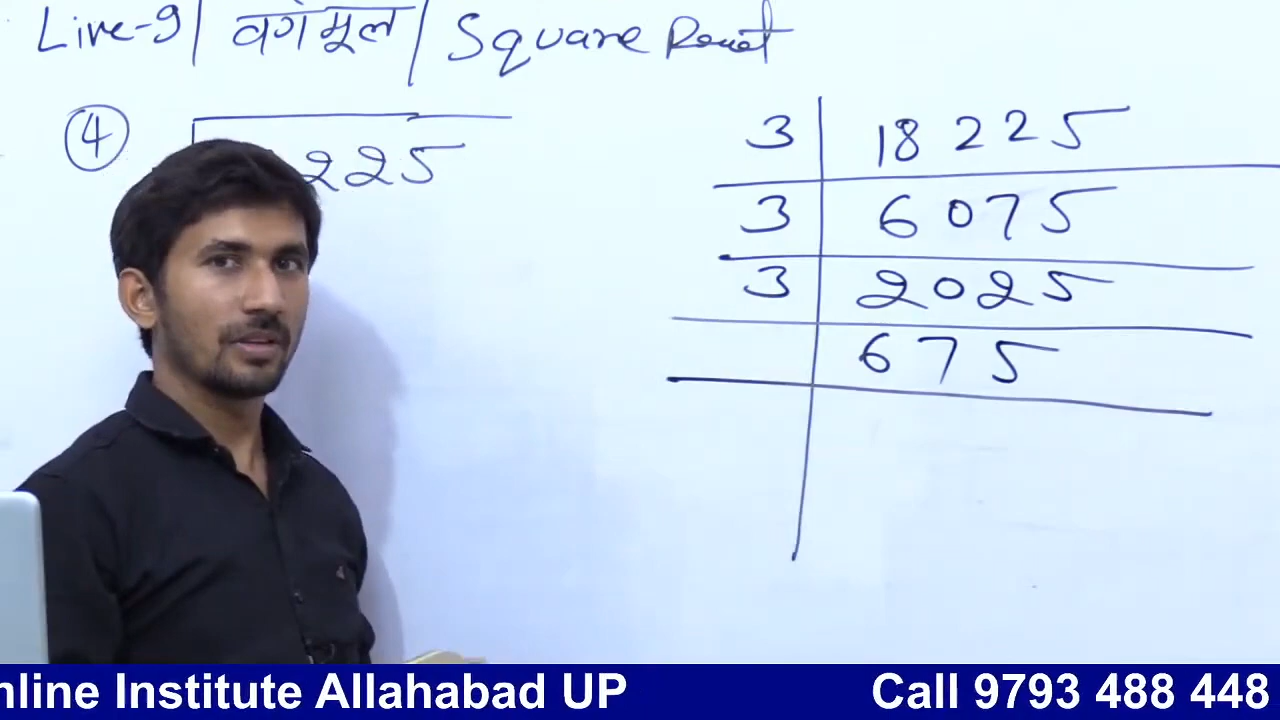 Live-9 | वर्गमूल | Square Root
④ 225
3 | 18225
3 | 6075
3 | 2025
675
nline Institute Allahabad UP Call 9793 488 448